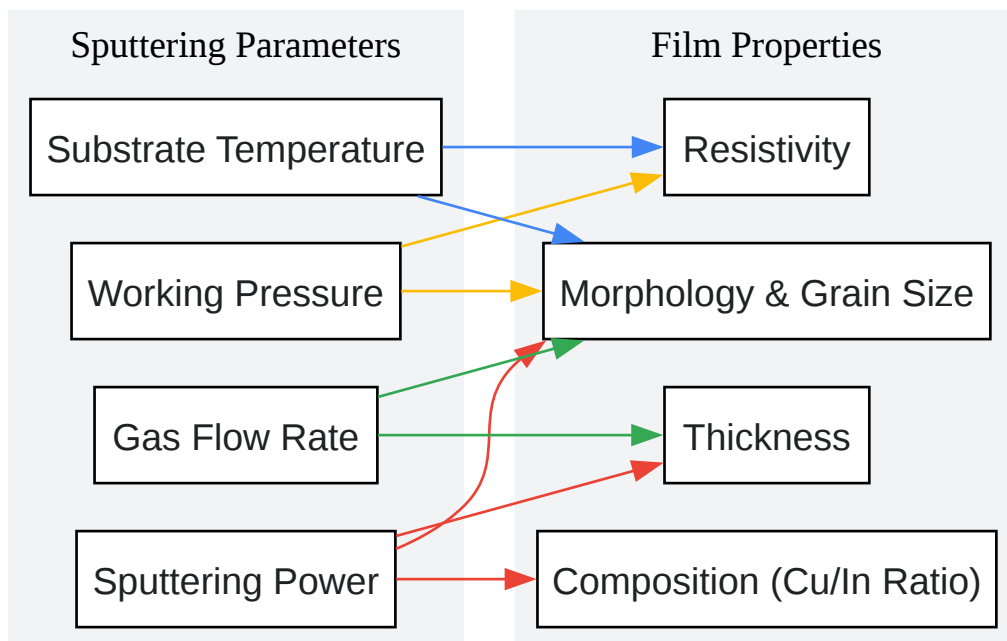 Sputtering Parameters
Substrate Temperature
Working Pressure
Gas Flow Rate
Sputtering Power
Film Properties
Resistivity
Morphology & Grain Size
Thickness
Composition (Cu/In Ratio)